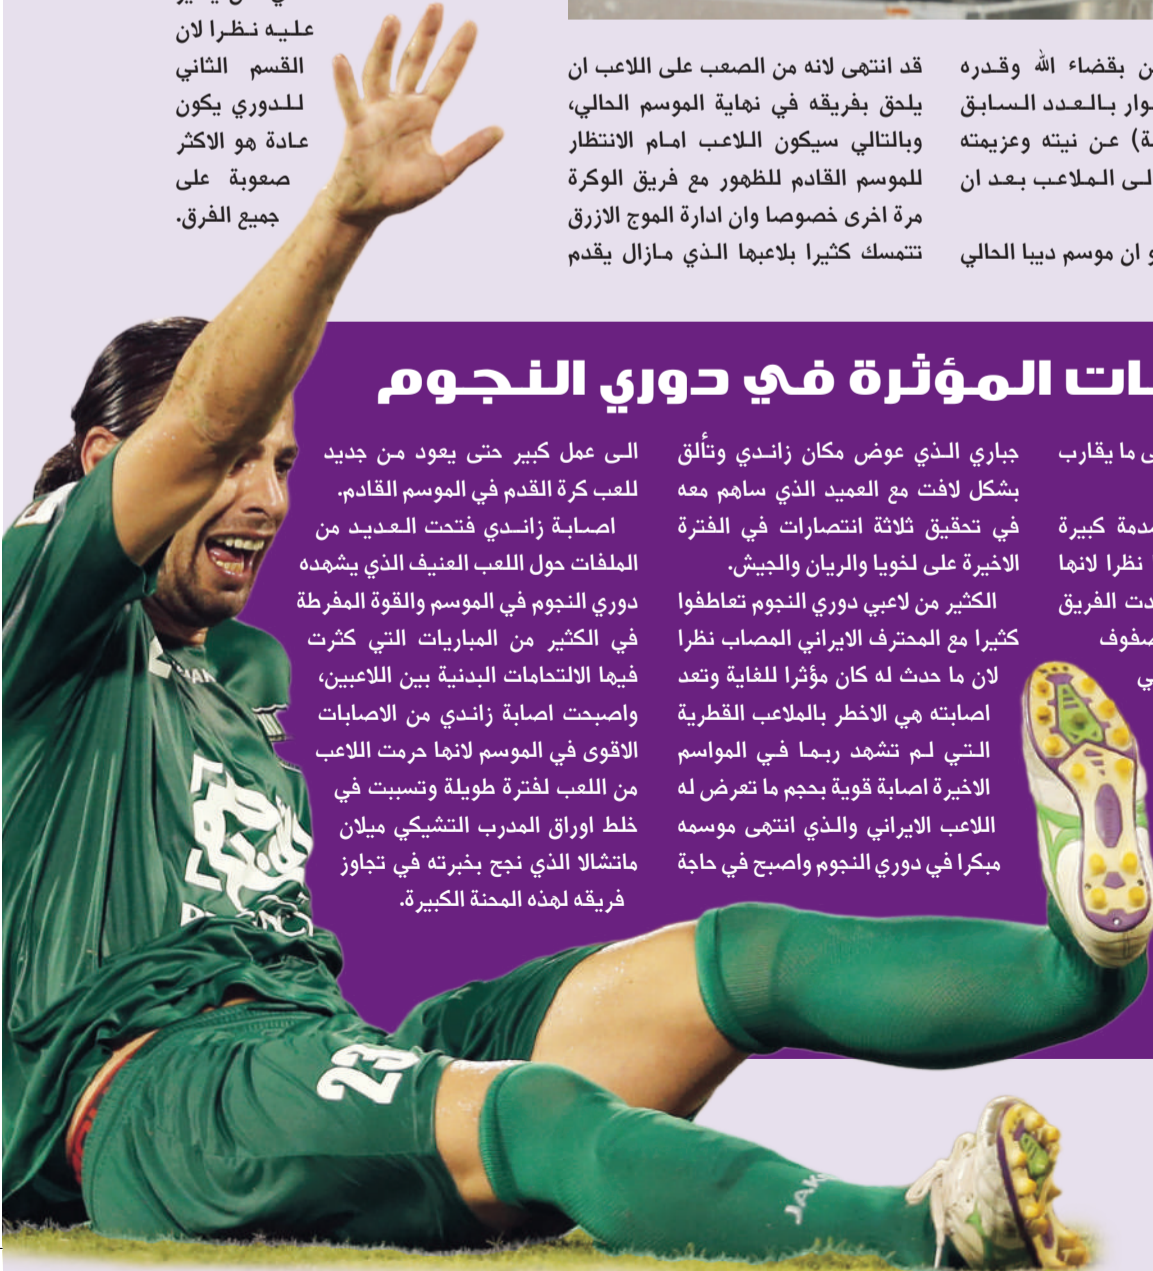 ن بقضاء الله وقدره
وار بالعدد السابق
ة) عن نيته وعزيمته
لى الملاعب بعد ان
و ان موسم ديبا الحالي
قد انتهى لانه من الصعب على اللاعب ان
يلحق بفريقه في نهاية الموسم الحالي،
وبالتالي سيكون اللاعب امام الانتظار
للموسم القادم للظهور مع فريق الوكرة
مرة اخرى خصوصا وان ادارة الموج الازرق
تتمسك كثيرا بلاعبها الذي مازال يقدم
عليه نظرا لان
القسم الثاني
للدوري يكون
عادة هو الاكثر
صعوبة على
جميع الفرق.
ات المؤثرة في دوري النجوم
ى ما يقارب
دمة كبيرة
نظرا لانها
دت الفريق
صفوف
ي
جباري الذي عوض مكان زاندي وتألق
بشكل لافت مع العميد الذي ساهم معه
في تحقيق ثلاثة انتصارات في الفترة
الاخيرة على لخويا والريان والجيش.
الكثير من لاعبي دوري النجوم تعاطفوا
كثيرا مع المحترف الايراني المصاب نظرا
لان ما حدث له كان مؤثرا للغاية وتعد
اصابته هي الاخطر بالملاعب القطرية
التي لم تشهد ربما في المواسم
الاخيرة اصابة قوية بحجم ما تعرض له
اللاعب الايراني والذي انتهى موسمه
مبكرا في دوري النجوم واصبح في حاجة
الى عمل كبير حتى يعود من جديد
للعب كرة القدم في الموسم القادم.
اصابة زاندي فتحت العديد من
الملفات حول اللعب العنيف الذي يشهده
دوري النجوم في الموسم والقوة المفرطة
في الكثير من المباريات التي كثرت
فيها الالتحامات البدنية بين اللاعبين،
واصبحت اصابة زاندي من الاصابات
الاقوى في الموسم لانها حرمت اللاعب
من اللعب لفترة طويلة وتسببت في
خلط اوراق المدرب التشيكي ميلان
ماتشالا الذي نجح بخبرته في تجاوز
فريقه لهذه المحنة الكبيرة.
23
JAK